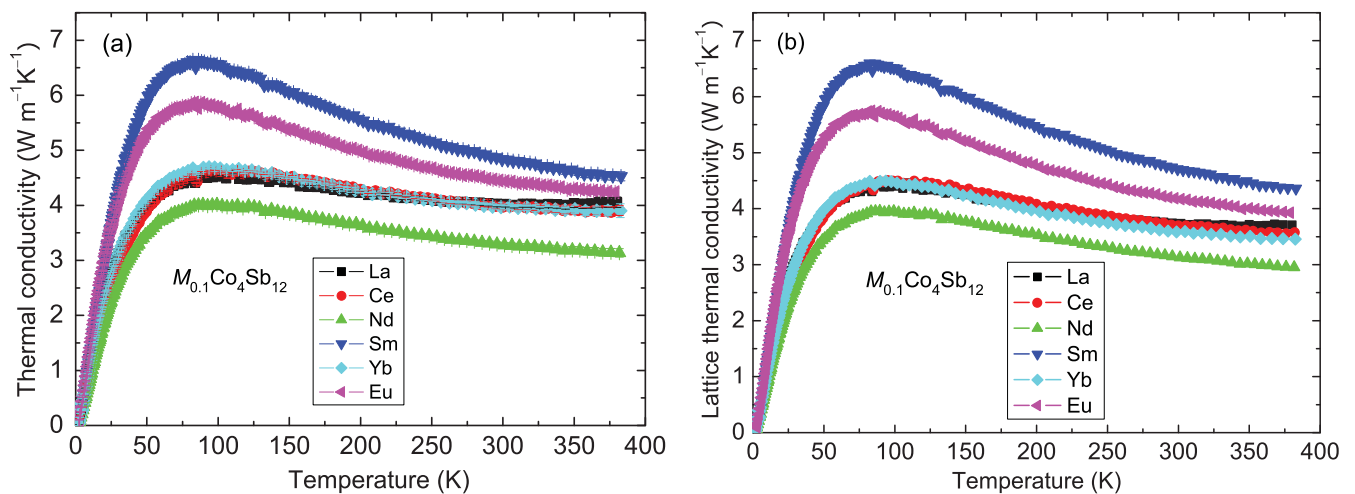 (a)
Thermal conductivity (W m⁻¹K⁻¹)
7
6
5
4
3
2
1
0
M₀.₁Co₄Sb₁₂
La
Ce
Nd
Sm
Yb
Eu
0 50 100 150 200 250 300 350 400
Temperature (K)
(b)
Lattice thermal conductivity (W m⁻¹K⁻¹)
7
6
5
4
3
2
1
0
M₀.₁Co₄Sb₁₂
La
Ce
Nd
Sm
Yb
Eu
0 50 100 150 200 250 300 350 400
Temperature (K)